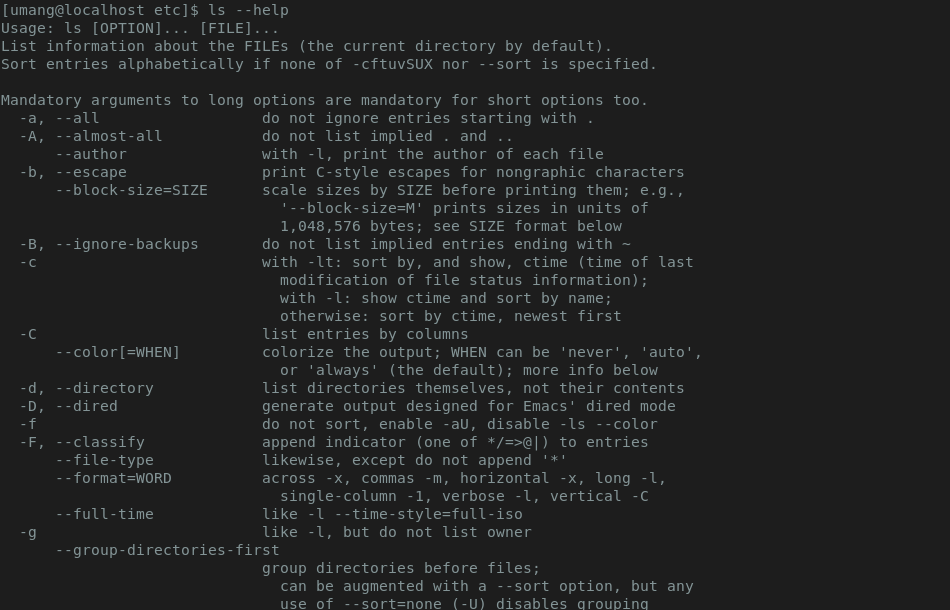 [umang@localhost etc]$ ls --help
Usage: ls [OPTION]... [FILE]...
List information about the FILEs (the current directory by default).
Sort entries alphabetically if none of -cftuvSUX nor --sort is specified.

Mandatory arguments to long options are mandatory for short options too.
  -a, --all                  do not ignore entries starting with .
  -A, --almost-all           do not list implied . and ..
      --author               with -l, print the author of each file
  -b, --escape               print C-style escapes for nongraphic characters
      --block-size=SIZE      scale sizes by SIZE before printing them; e.g.,
                               '--block-size=M' prints sizes in units of
                               1,048,576 bytes; see SIZE format below
  -B, --ignore-backups       do not list implied entries ending with ~
  -c                         with -lt: sort by, and show, ctime (time of last
                               modification of file status information);
                               with -l: show ctime and sort by name;
                               otherwise: sort by ctime, newest first
  -C                         list entries by columns
      --color[=WHEN]         colorize the output; WHEN can be 'never', 'auto',
                               or 'always' (the default); more info below
  -d, --directory            list directories themselves, not their contents
  -D, --dired                generate output designed for Emacs' dired mode
  -f                         do not sort, enable -aU, disable -ls --color
  -F, --classify             append indicator (one of */=>@|) to entries
      --file-type            likewise, except do not append '*'
      --format=WORD          across -x, commas -m, horizontal -x, long -l,
                               single-column -1, verbose -l, vertical -C
      --full-time            like -l --time-style=full-iso
  -g                         like -l, but do not list owner
      --group-directories-first
                             group directories before files;
                               can be augmented with a --sort option, but any
                               use of --sort=none (-U) disables grouping